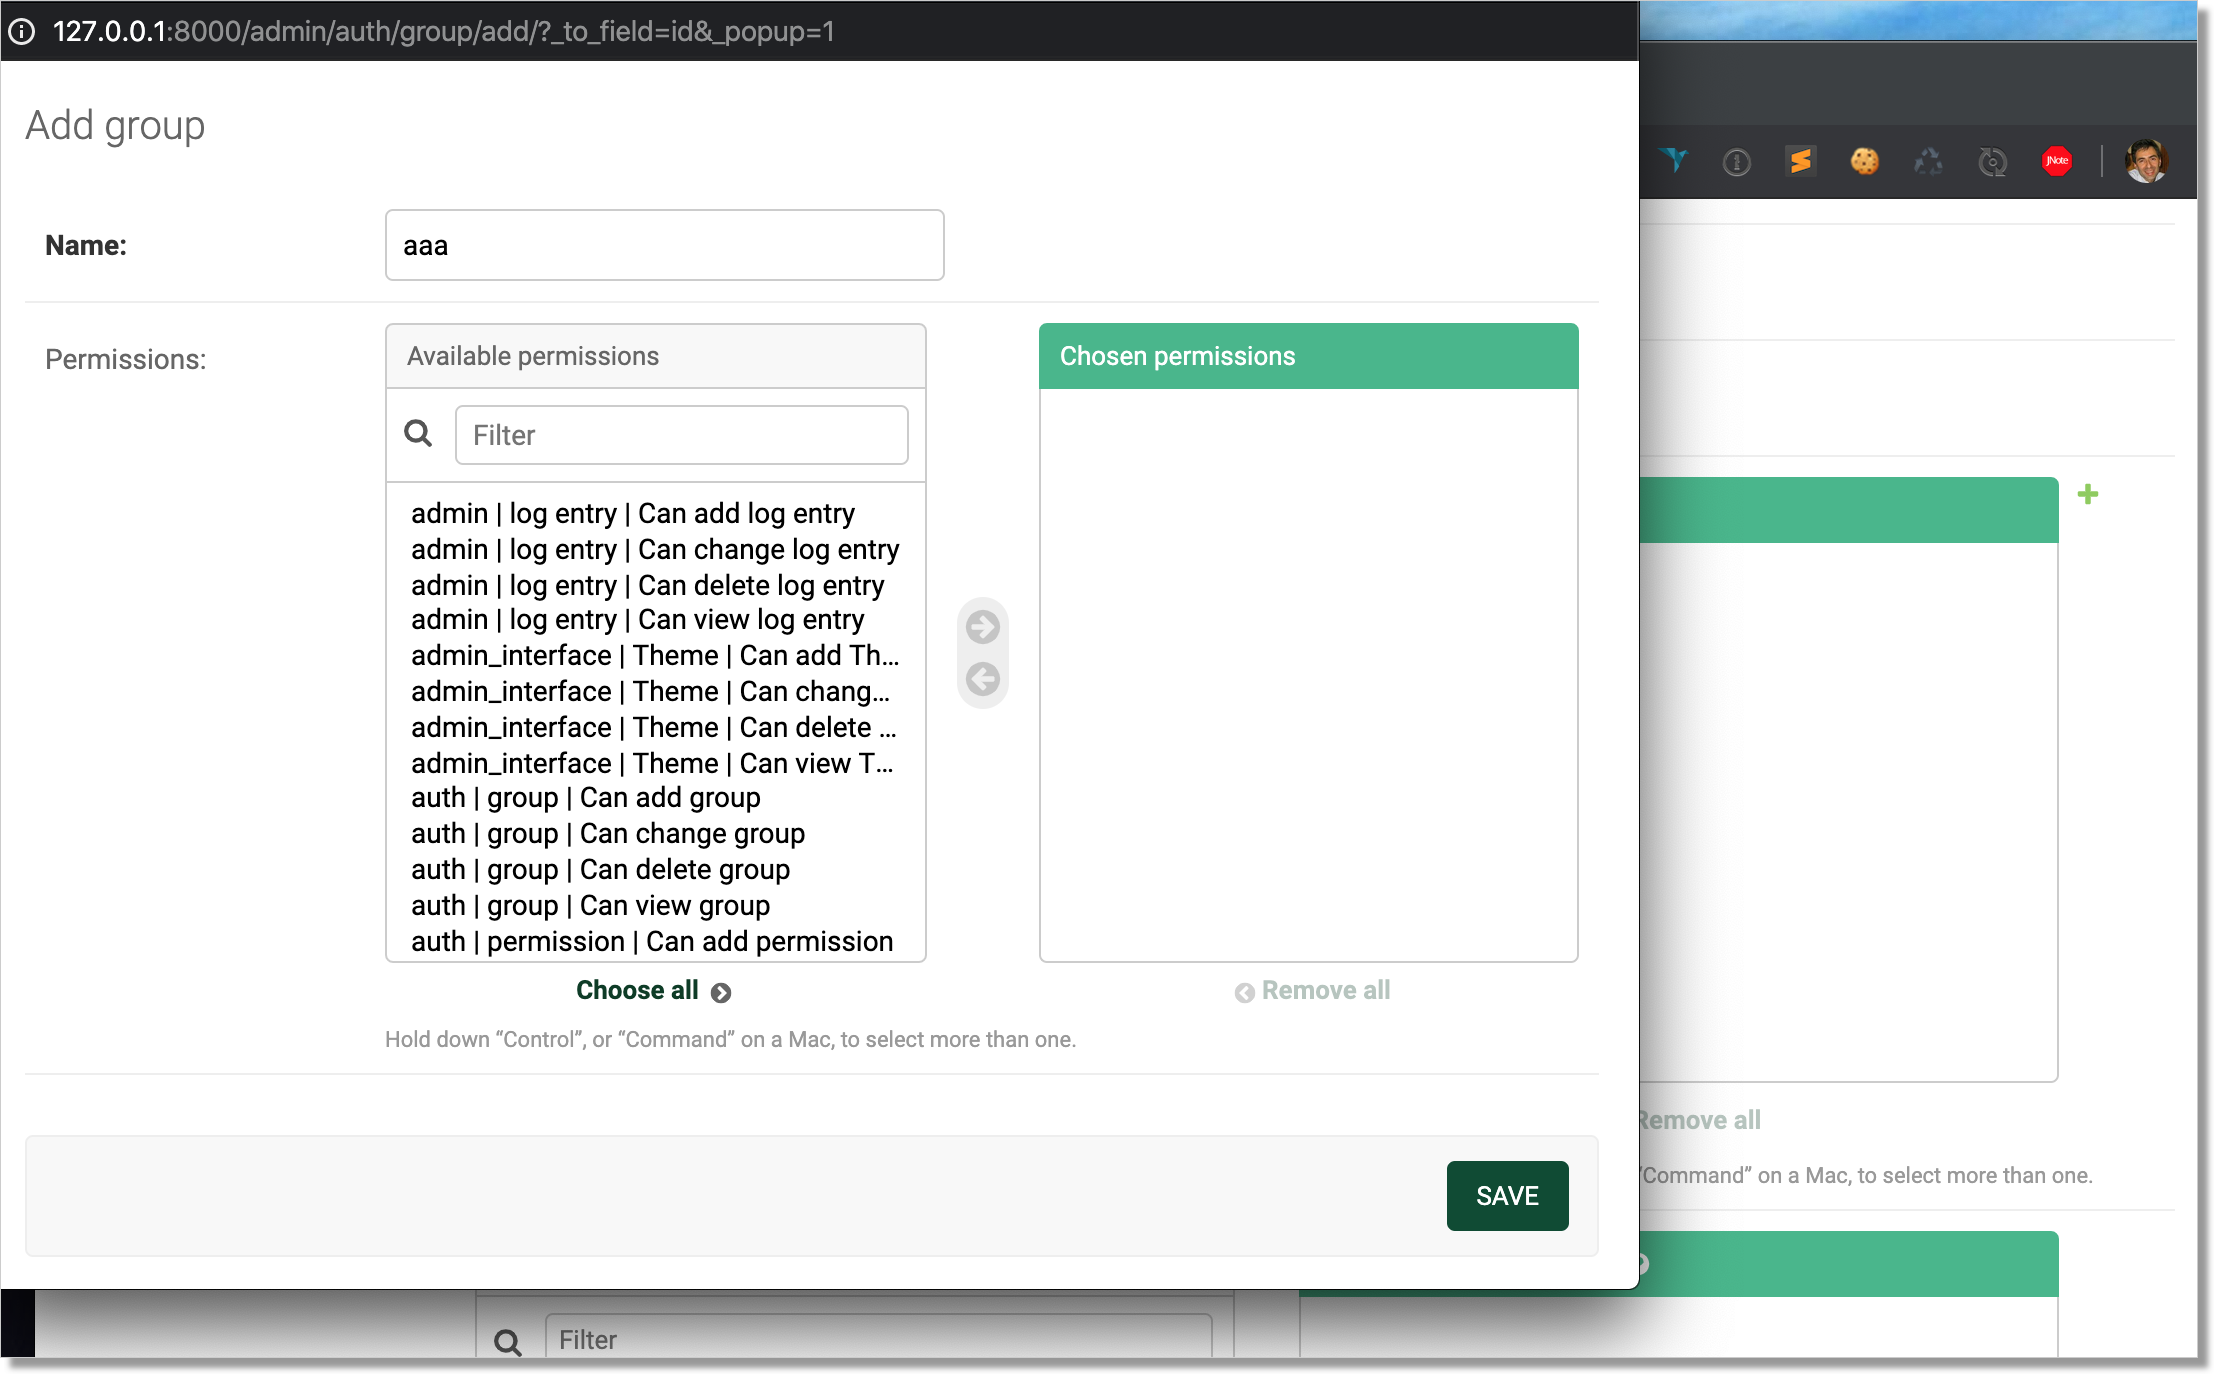 127.0.0.1:8000/admin/auth/group/add/?_to_field=id&_popup=1
Add group
JNote
Name:
aaa
Permissions:
Available permissions
Chosen permissions
Filter
admin | log entry | Can add log entry
admin | log entry | Can change log entry
admin | log entry | Can delete log entry
admin | log entry | Can view log entry
admin_interface | Theme | Can add Th...
admin_interface | Theme | Can chang...
admin_interface | Theme | Can delete ...
admin_interface | Theme | Can view T...
auth | group | Can add group
auth | group | Can change group
auth | group | Can delete group
auth | group | Can view group
auth | permission | Can add permission
Choose all
Remove all
Hold down “Control”, or “Command” on a Mac, to select more than one.
Remove all
“Command” on a Mac, to select more than one.
SAVE
Filter